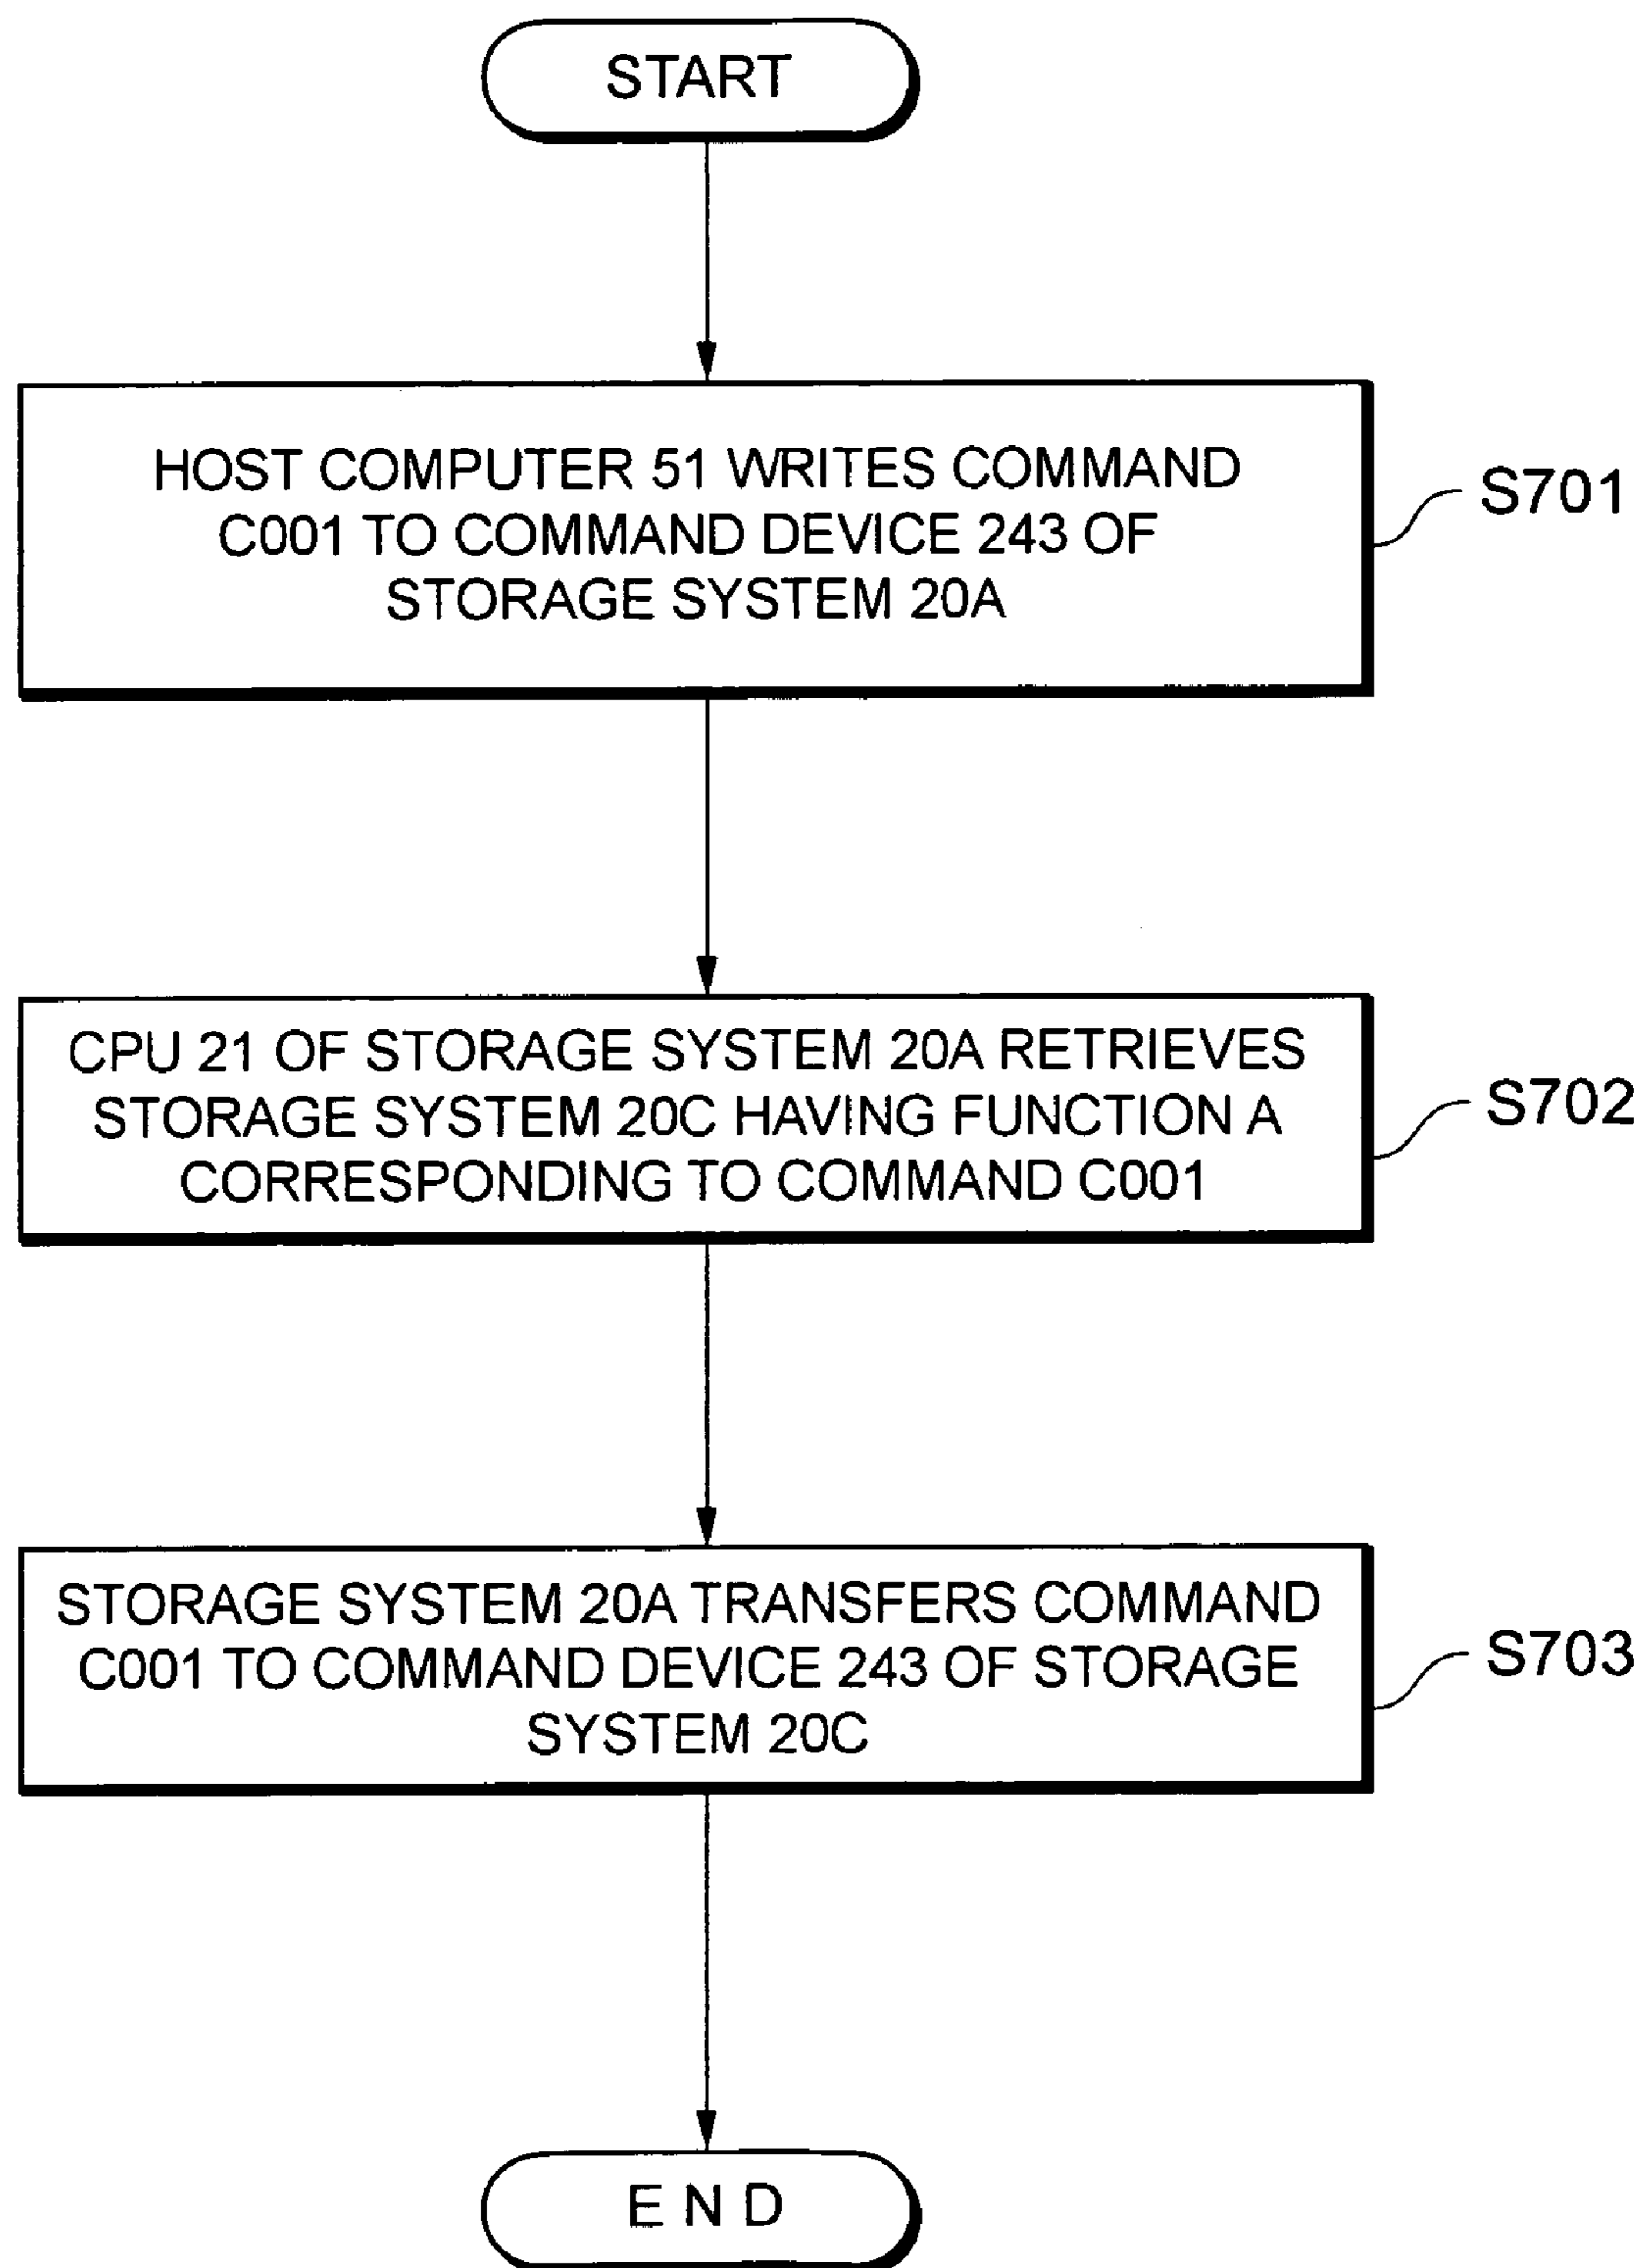 START
HOST COMPUTER 51 WRITES COMMAND
C001 TO COMMAND DEVICE 243 OF
STORAGE SYSTEM 20A
S701
CPU 21 OF STORAGE SYSTEM 20A RETRIEVES
STORAGE SYSTEM 20C HAVING FUNCTION A
CORRESPONDING TO COMMAND C001
S702
STORAGE SYSTEM 20A TRANSFERS COMMAND
C001 TO COMMAND DEVICE 243 OF STORAGE
SYSTEM 20C
S703
E N D